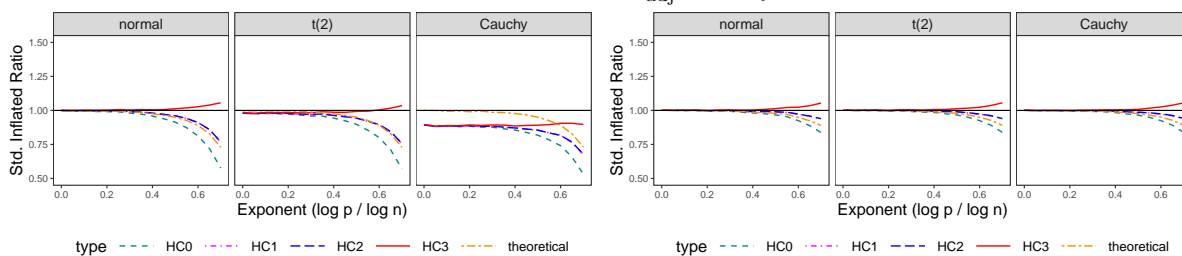 adj
normal t(2) Cauchy
Std. Inflated Ratio
1.50
1.25
1.00
0.75
0.50
0.0 0.2 0.4 0.6 0.0 0.2 0.4 0.6 0.0 0.2 0.4 0.6
Exponent (log p / log n)
type HC0 HC1 HC2 HC3 theoretical
normal t(2) Cauchy
Std. Inflated Ratio
1.50
1.25
1.00
0.75
0.50
0.0 0.2 0.4 0.6 0.0 0.2 0.4 0.6 0.0 0.2 0.4 0.6
Exponent (log p / log n)
type HC0 HC1 HC2 HC3 theoretical